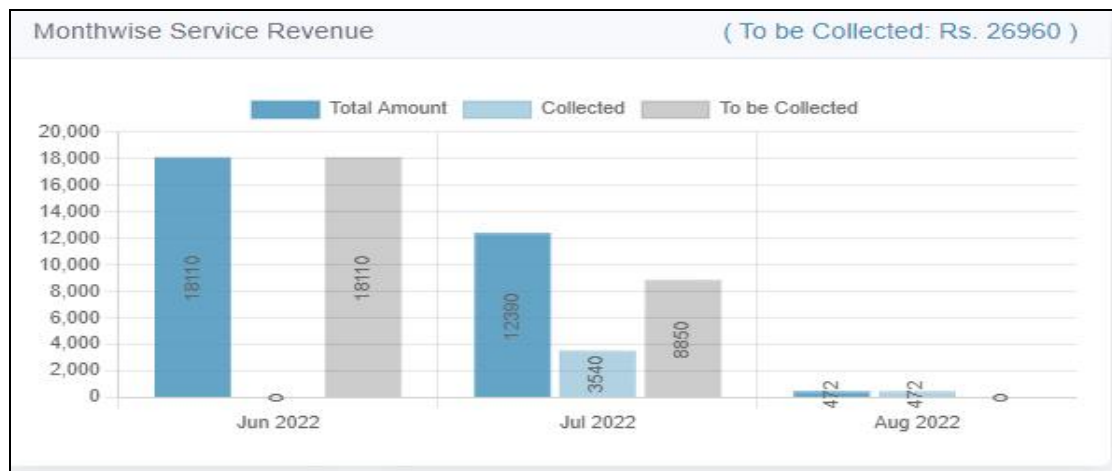 Monthwise Service Revenue ( To be Collected: Rs. 26960 )
Total Amount Collected To be Collected
20,000
18,000
16,000
14,000
12,000
10,000
8,000
6,000
4,000
2,000
0
18110 0 18110 12390 3540 8850 472 472 0
Jun 2022 Jul 2022 Aug 2022